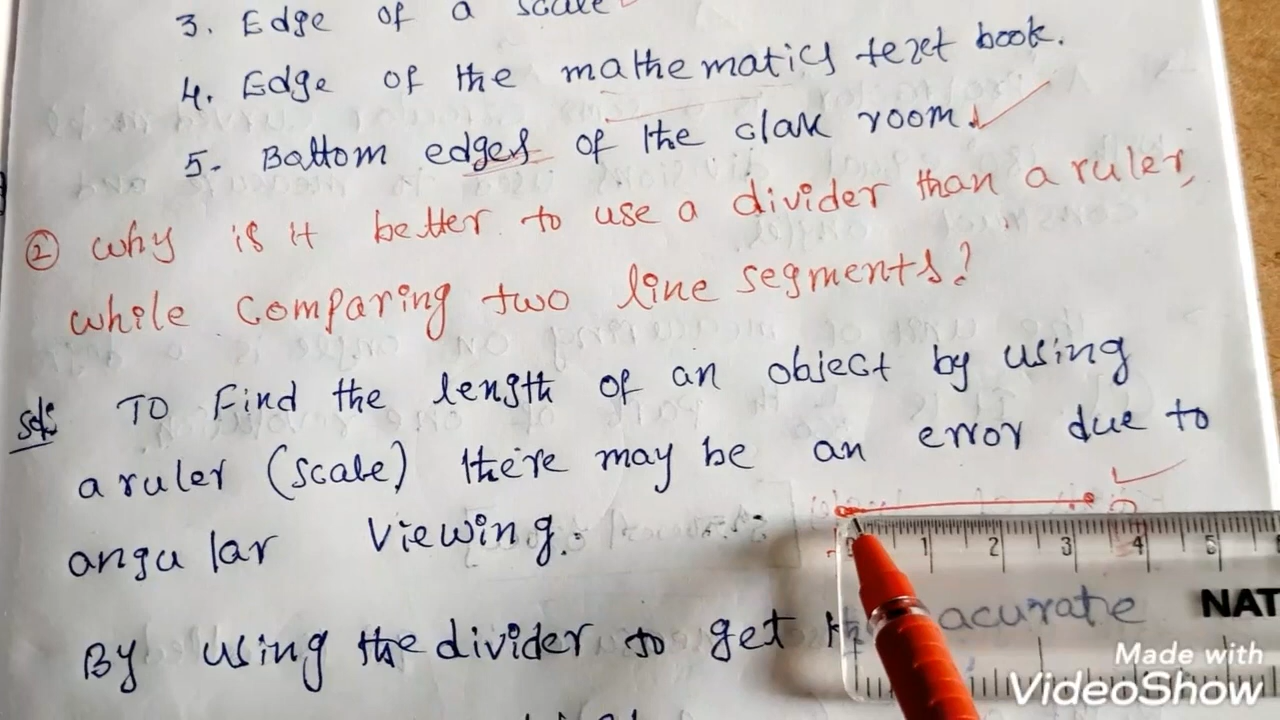 3. Edge of a scale
4. Edge of the mathematics text book.
5. Bottom edges of the class room.
② Why is it better to use a divider than a ruler,
while comparing two line segments?
Sol: To Find the length of an object by using
a ruler (scale) there may be an error due to
angular viewing.
By using the divider to get acurate
1 2 3 4 5
NAT
Made with
VideoShow